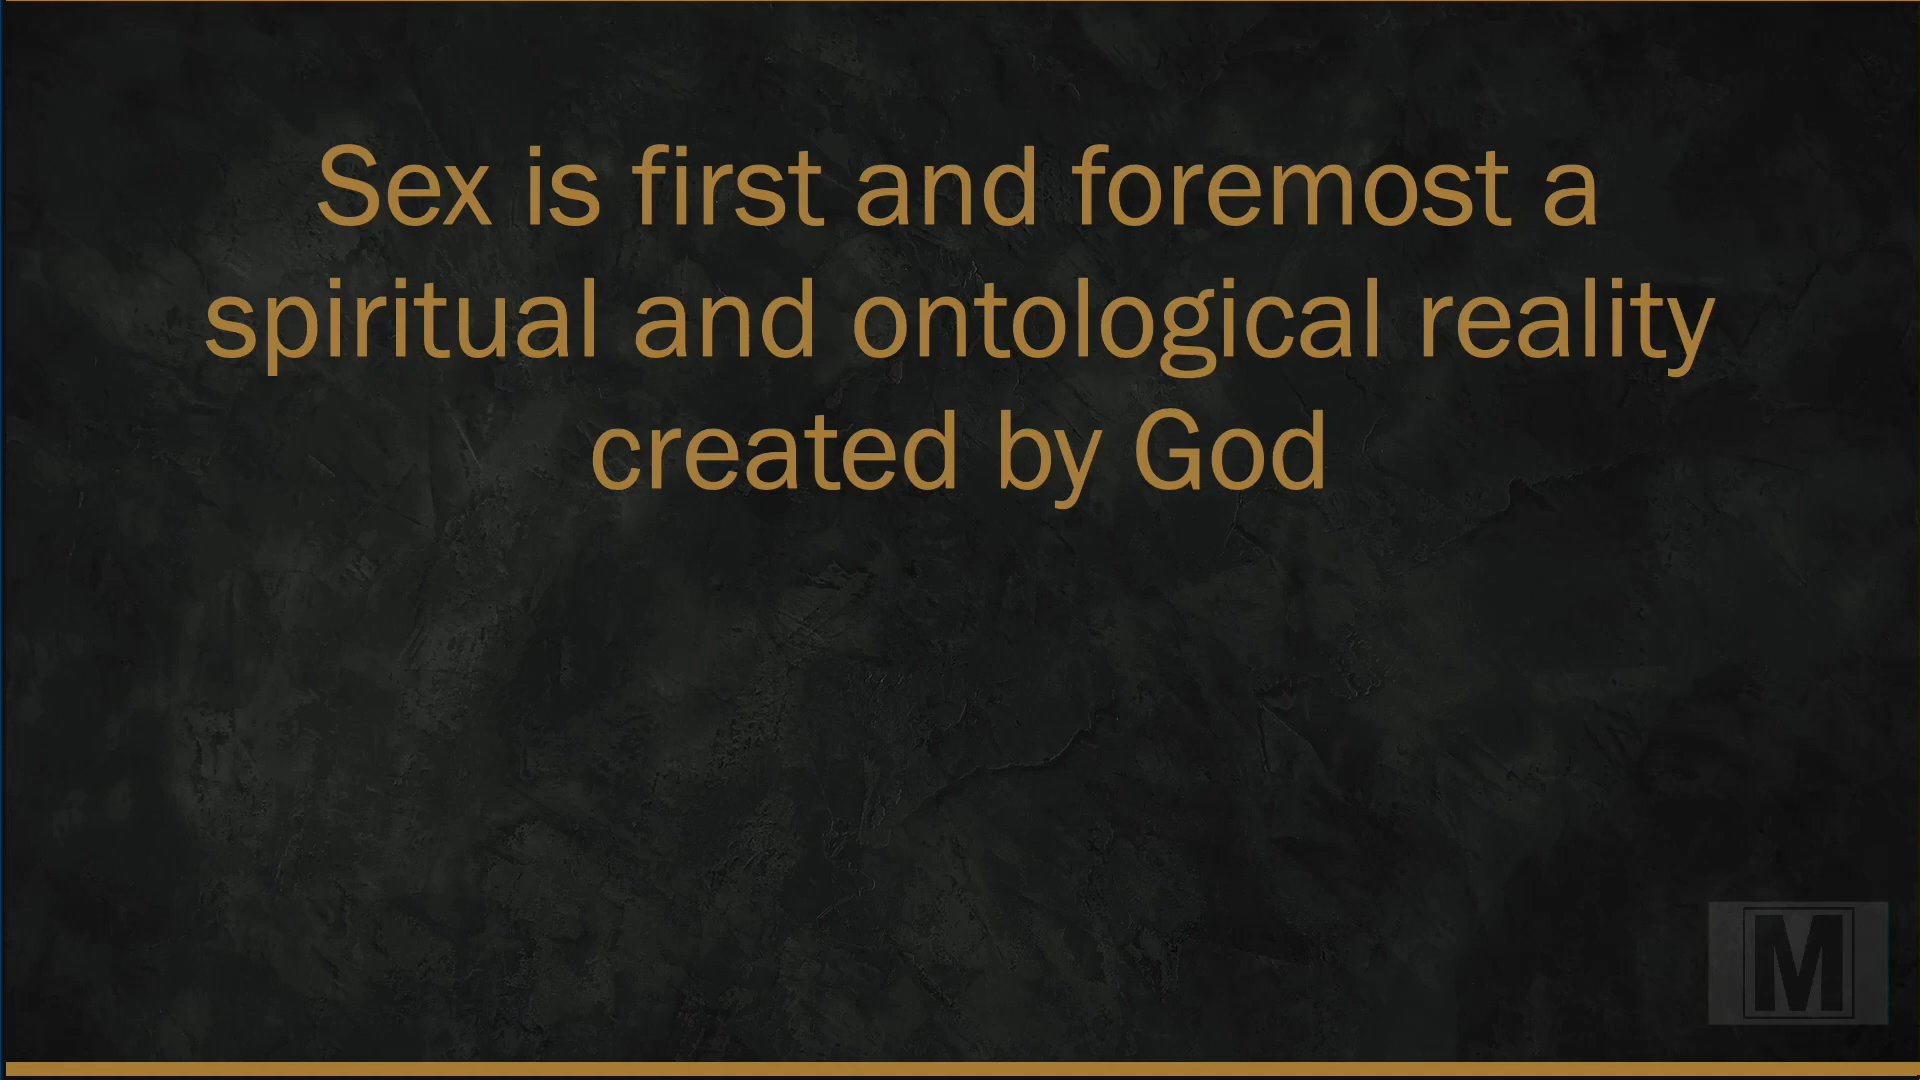 Sex is first and foremost a
spiritual and ontological reality
created by God
M